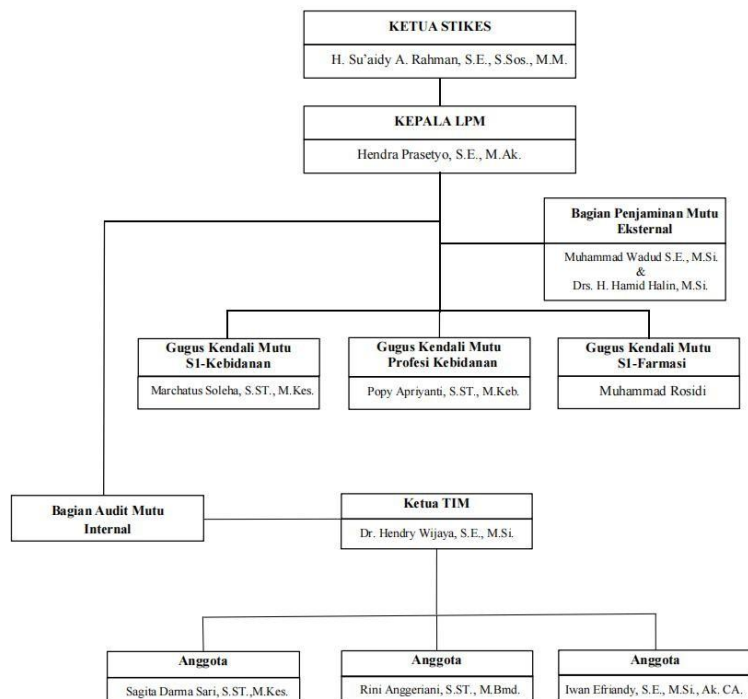 KETUA STIKES
H. Su'aidy A. Rahman, S.E., S.Sos., M.M.
KEPALA LPM
Hendra Prasetyo, S.E., M.Ak.
Bagian Penjaminan Mutu
Eksternal
Muhammad Wadud S.E., M.Si.
&
Drs. H. Hamid Halin, M.Si.
Gugus Kendali Mutu
S1-Kebidanan
Marchatus Soleha, S.ST., M.Kes.
Gugus Kendali Mutu
Profesi Kebidanan
Popy Apriyanti, S.ST., M.Keb.
Gugus Kendali Mutu
S1-Farmasi
Muhammad Rosidi
Bagian Audit Mutu
Internal
Ketua TIM
Dr. Hendry Wijaya, S.E., M.Si.
Anggota
Sagita Darma Sari, S.ST.,M.Kes.
Anggota
Rini Anggeriani, S.ST., M.Bmd.
Anggota
Iwan Efriandy, S.E., M.Si., Ak. CA.